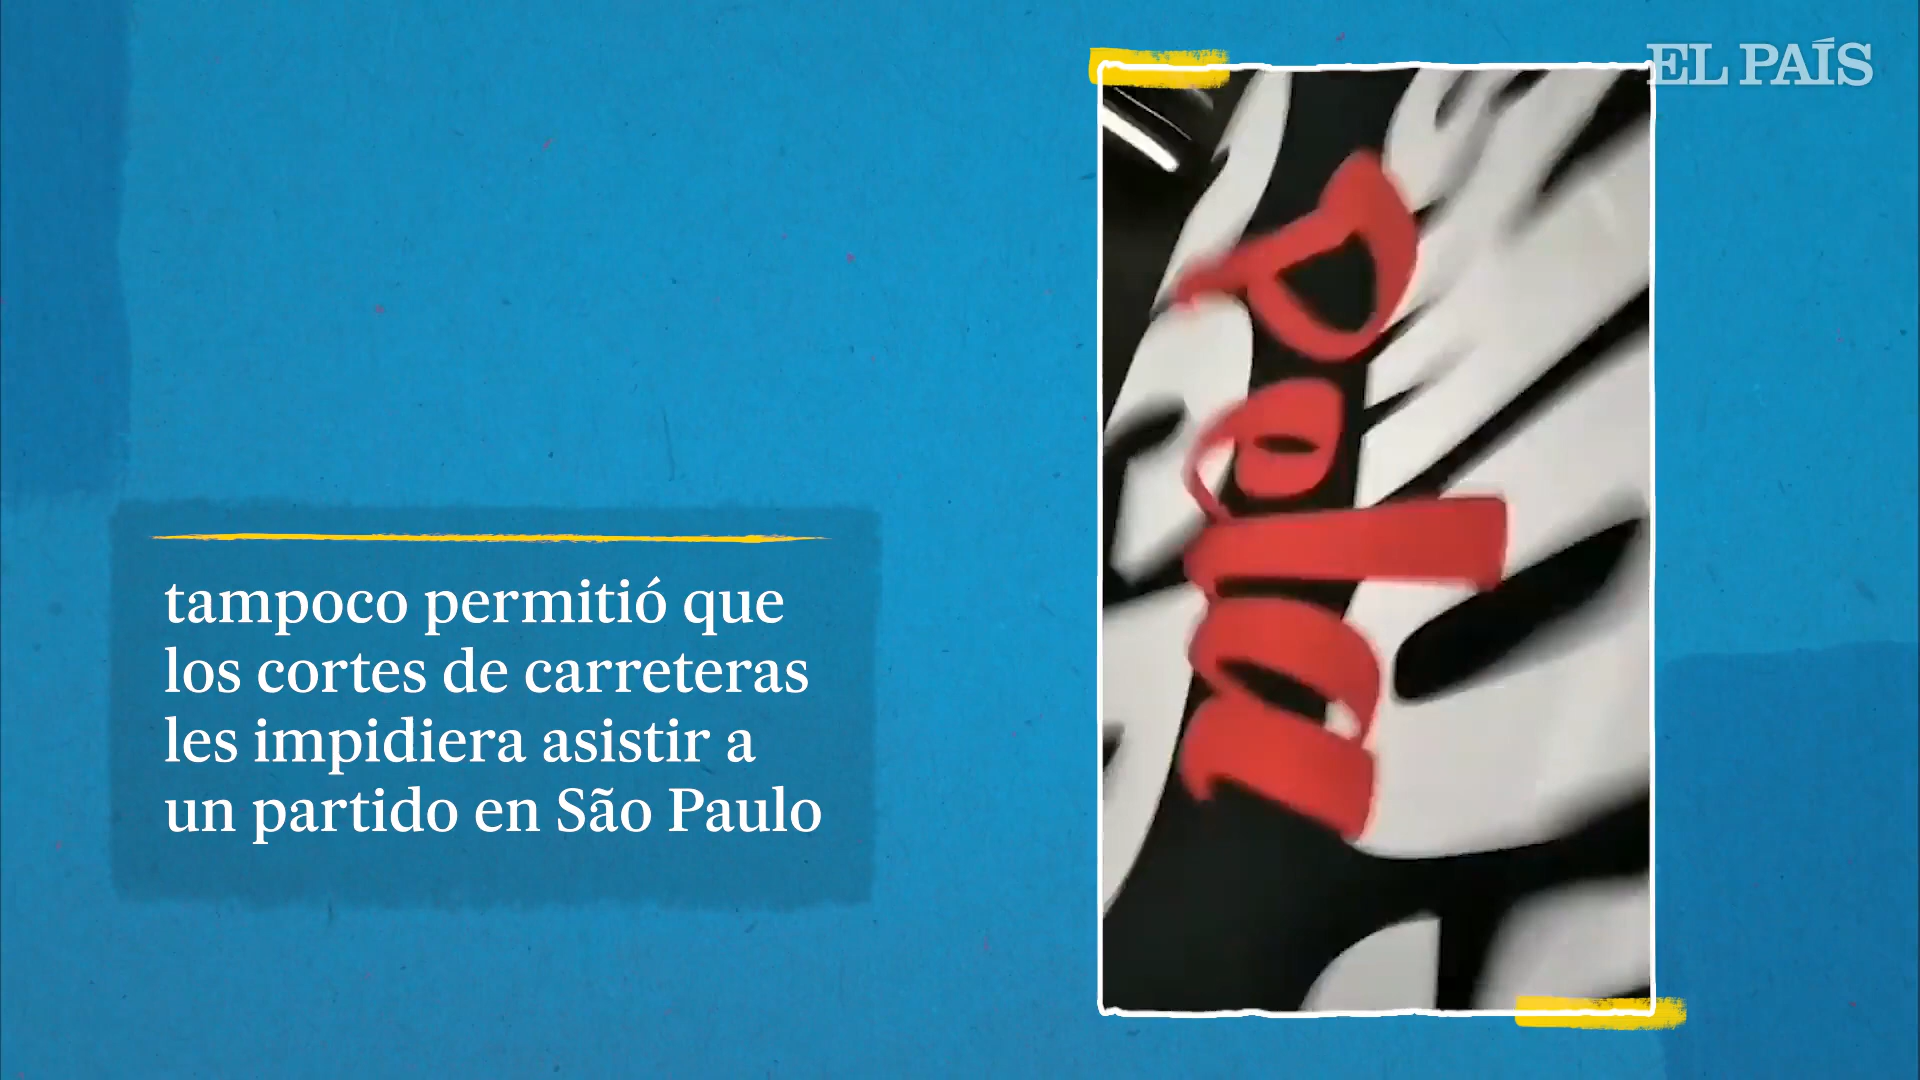 EL PAÍS
tampoco permitió que
los cortes de carreteras
les impidiera asistir a
un partido en São Paulo